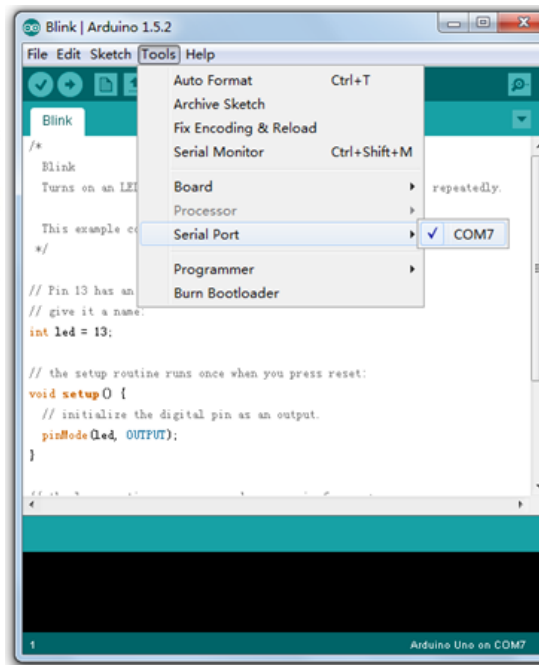 Blink | Arduino 1.5.2
File Edit Sketch Tools Help
Auto Format Ctrl+T
Archive Sketch
Fix Encoding & Reload
Serial Monitor Ctrl+Shift+M
Board
Processor
Serial Port
COM7
Programmer
Burn Bootloader
Blink
/*
Blink
Turns on an LED repeatedly.
This example
*/
// Pin 13 has an
// give it a name:
int led = 13;
// the setup routine runs once when you press reset:
void setup() {
// initialize the digital pin as an output.
pinMode(led, OUTPUT);
}
1
Arduino Uno on COM7